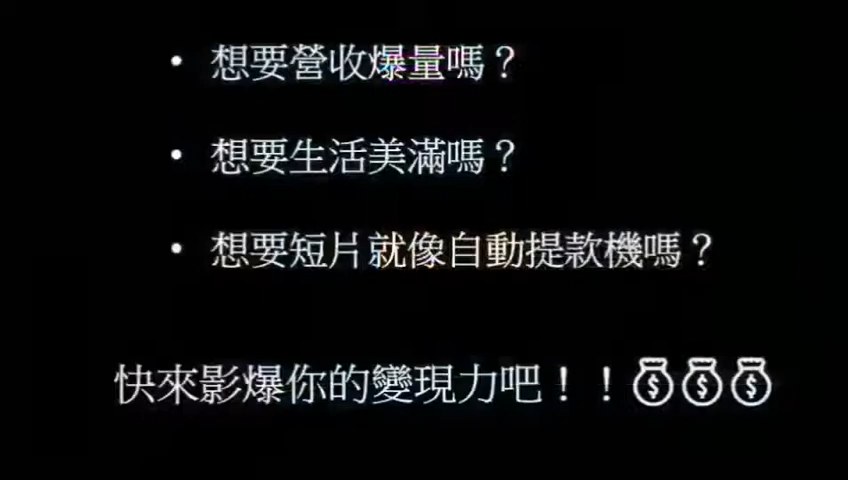 • 想要營收爆量嗎？
• 想要生活美滿嗎？
• 想要短片就像自動提款機嗎？
快來影爆你的變現力吧！！💰💰💰